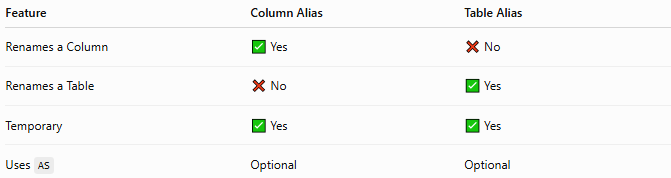 Feature Column Alias Table Alias
Renames a Column ✅ Yes ❌ No
Renames a Table ❌ No ✅ Yes
Temporary ✅ Yes ✅ Yes
Uses AS Optional Optional